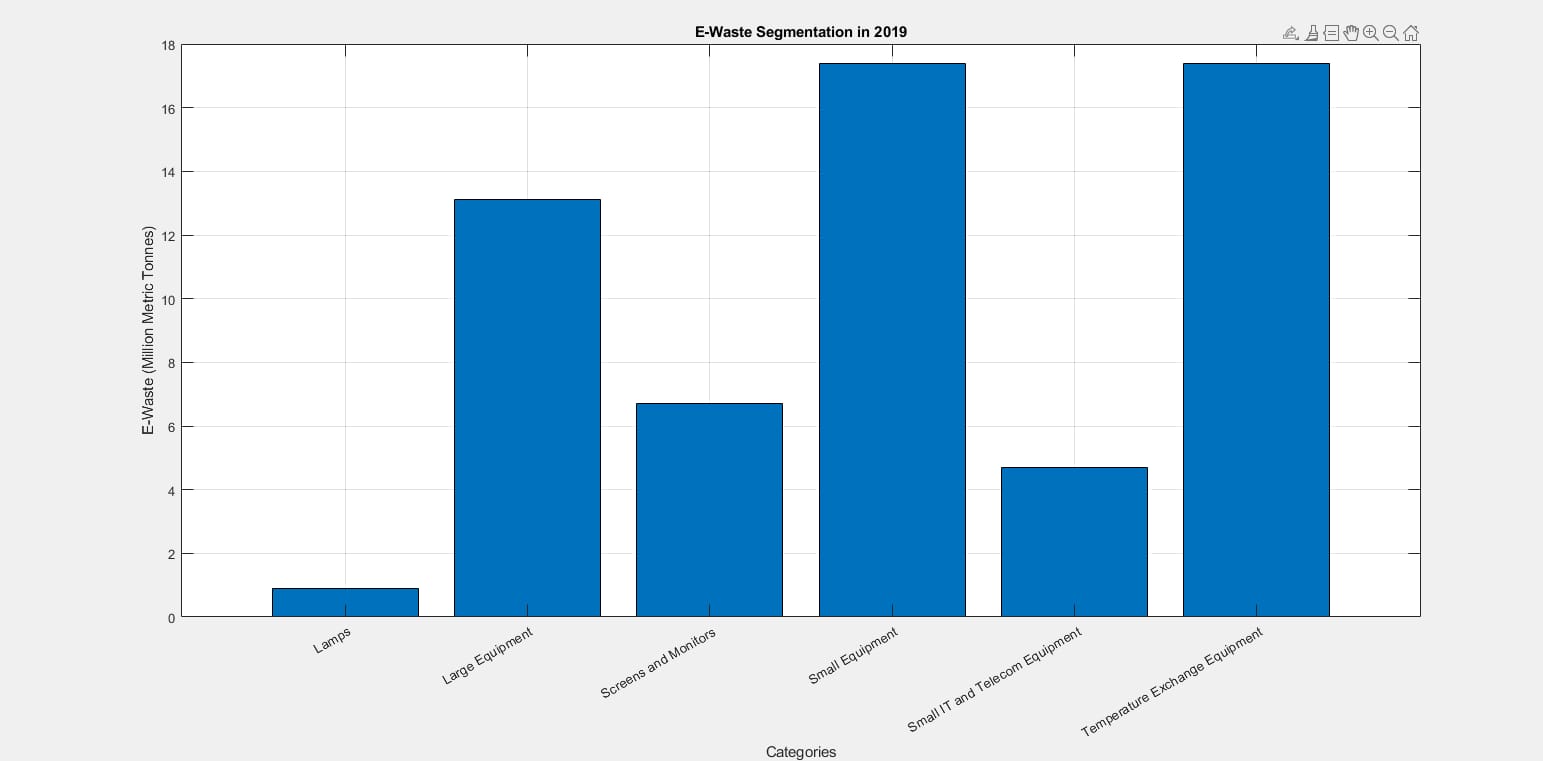 E-Waste Segmentation in 2019
18
16
14
12
10
8
6
4
2
0
E-Waste (Million Metric Tonnes)
Lamps
Large Equipment
Screens and Monitors
Small Equipment
Small IT and Telecom Equipment
Temperature Exchange Equipment
Categories